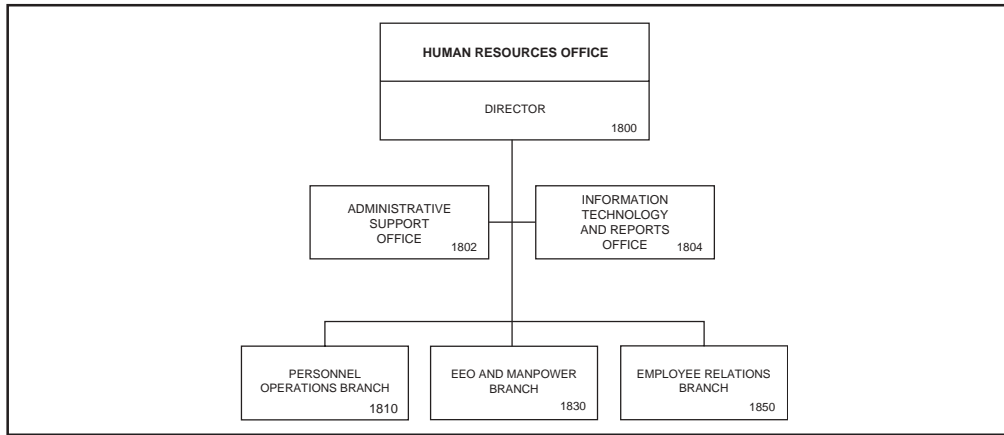 HUMAN RESOURCES OFFICE
DIRECTOR
1800
ADMINISTRATIVE
SUPPORT
OFFICE
1802
INFORMATION
TECHNOLOGY
AND REPORTS
OFFICE
1804
PERSONNEL
OPERATIONS BRANCH
1810
EEO AND MANPOWER
BRANCH
1830
EMPLOYEE RELATIONS
BRANCH
1850